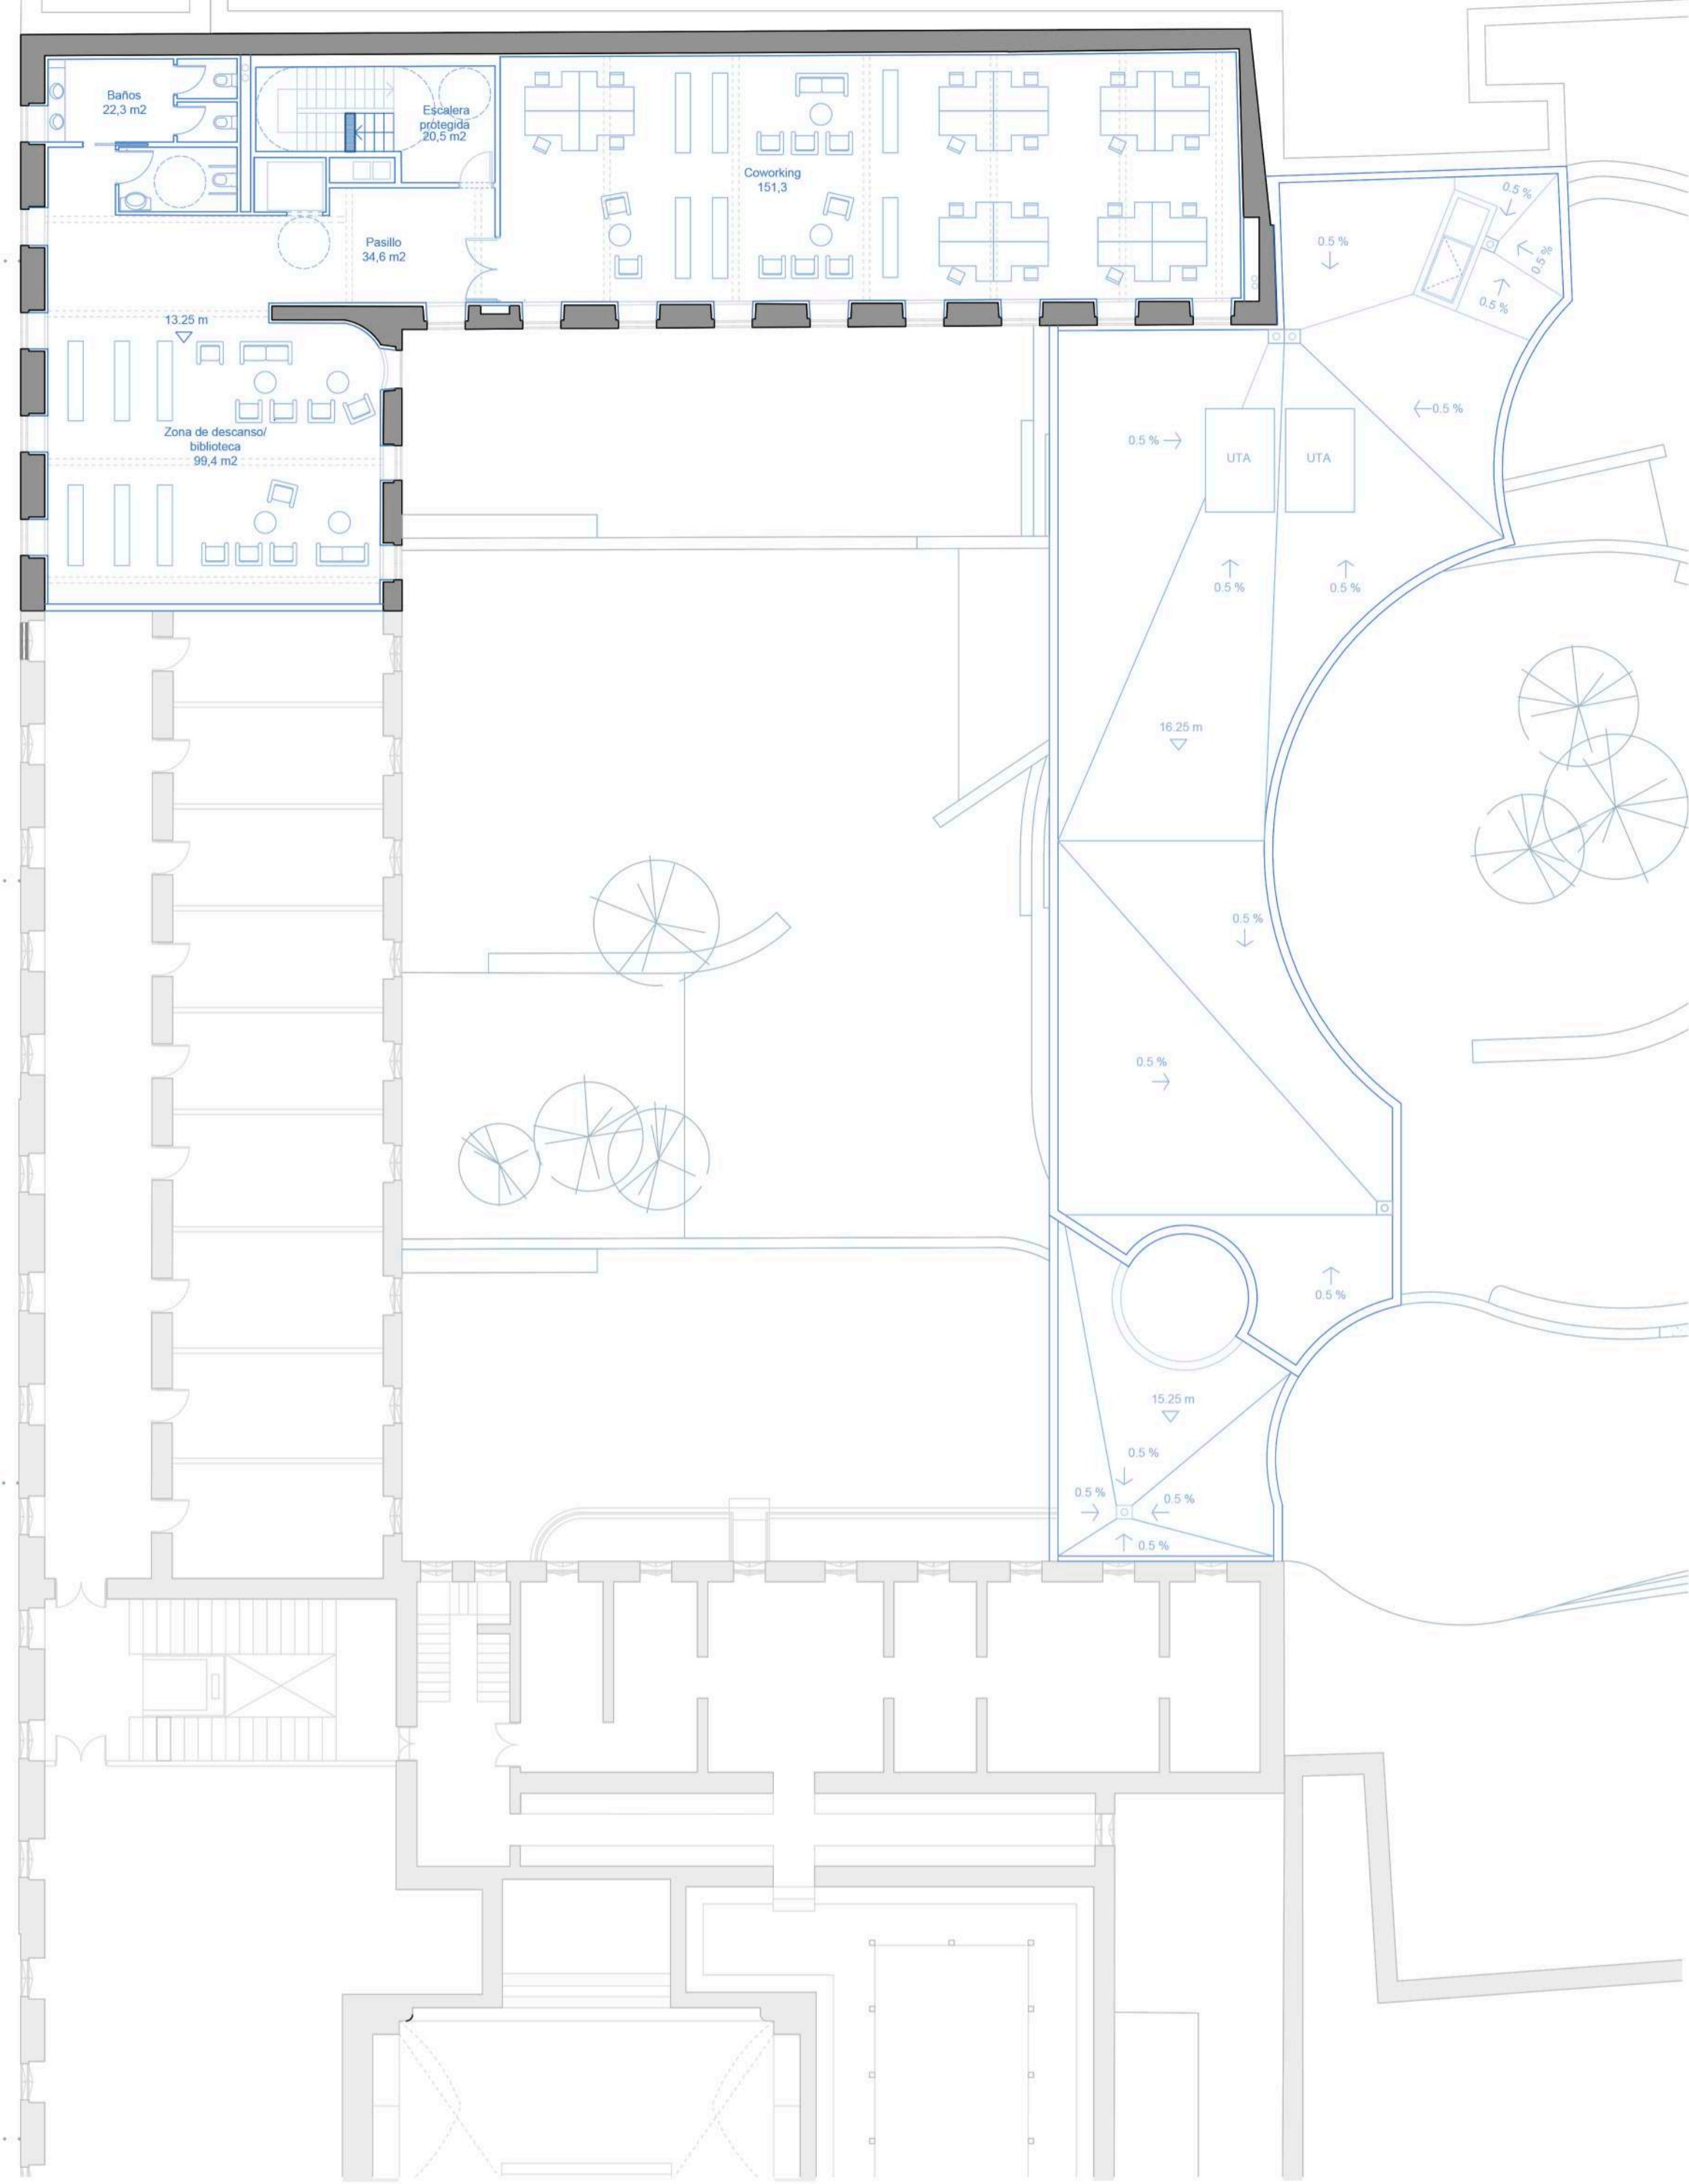 Baños
22,3 m2
Escalera
protegida
20,5 m2
Coworking
151,3
Pasillo
34,6 m2
13.25 m
Zona de descanso/
biblioteca
99,4 m2
0.5 %
0.5 %
0.5 %
0.5 %
0.5 %
0.5 %
UTA
UTA
0.5 %
0.5 %
16.25 m
0.5 %
0.5 %
0.5 %
15.25 m
0.5 %
0.5 %
0.5 %
0.5 %